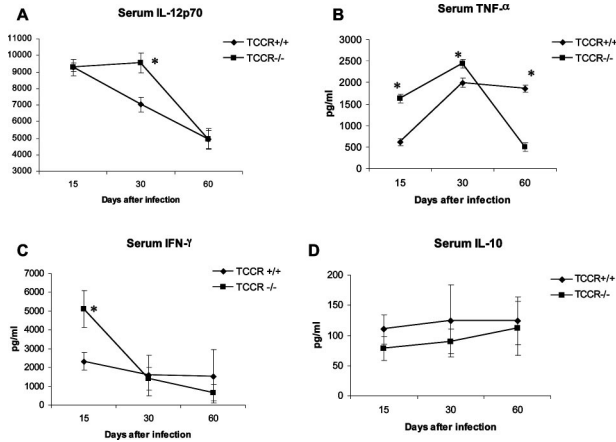 A
Serum IL-12p70
TCCR+/+
TCCR-/-
10000
9000
8000
7000
6000
5000
4000
3000
*
15
30
60
Days after infection
B
Serum TNF-α
TCCR+/+
TCCR-/-
pg/ml
3000
2500
2000
1500
1000
500
0
*
*
*
15
30
60
Days after infection
C
Serum IFN-γ
TCCR +/+
TCCR -/-
pg/ml
7000
6000
5000
4000
3000
2000
1000
0
*
15
30
60
Days after infection
D
Serum IL-10
TCCR+/+
TCCR-/-
pg/ml
200
150
100
50
0
15
30
60
Days after infection